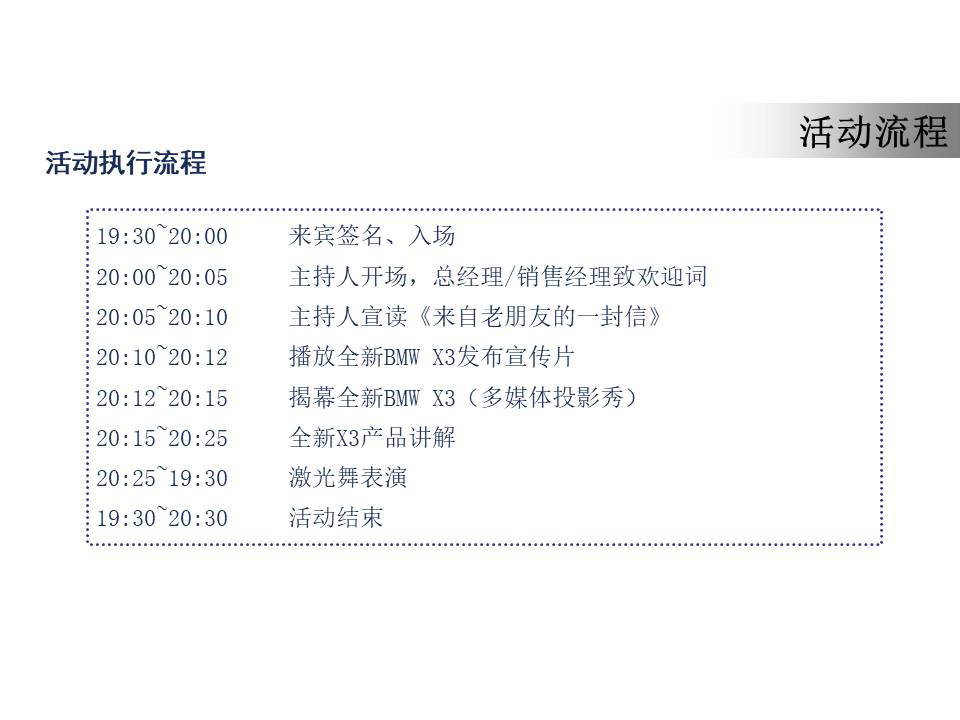 活动流程
活动执行流程
19:30~20:00 来宾签名、入场
20:00~20:05 主持人开场，总经理/销售经理致欢迎词
20:05~20:10 主持人宣读《来自老朋友的一封信》
20:10~20:12 播放全新BMW X3发布宣传片
20:12~20:15 揭幕全新BMW X3（多媒体投影秀）
20:15~20:25 全新X3产品讲解
20:25~19:30 激光舞表演
19:30~20:30 活动结束